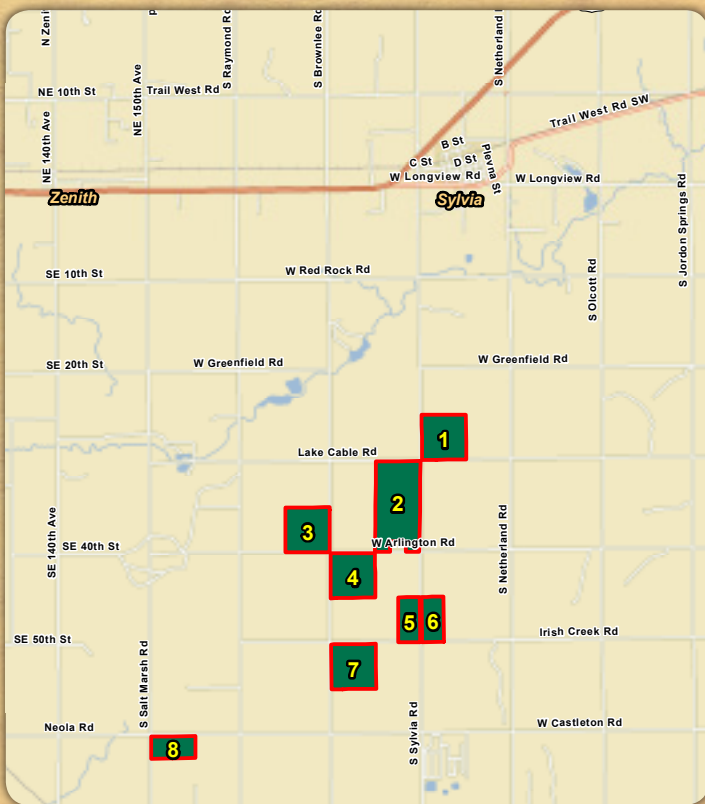 S Raymond Rd
S Brownlee Rd
S Netherland
NE 10th St
NE 150th Ave
Trail West Rd
NE 140th Ave
Trail West Rd SW
B St
C St
D St
Plevna St
W Longview Rd
W Longview Rd
Zenith
Sylvia
S Jordon Springs Rd
SE 10th St
W Red Rock Rd
S Olcott Rd
SE 20th St
W Greenfield Rd
W Greenfield Rd
1
Lake Cable Rd
2
3
SE 140th Ave
SE 40th St
W Arlington Rd
S Netherland Rd
4
5
6
SE 50th St
Irish Creek Rd
7
S Salt Marsh Rd
Neola Rd
S Sylvia Rd
W Castleton Rd
8